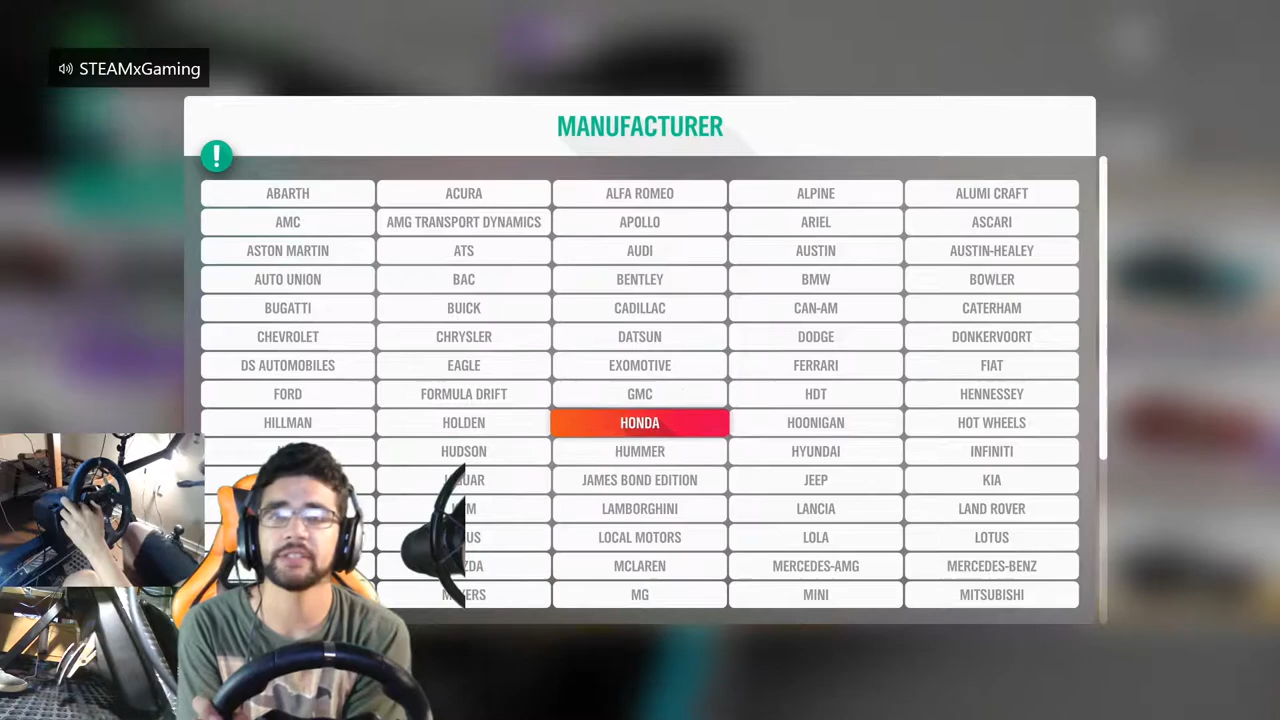 STEAMxGaming
MANUFACTURER
!
ABARTH ACURA ALFA ROMEO ALPINE ALUMI CRAFT
AMC AMG TRANSPORT DYNAMICS APOLLO ARIEL ASCARI
ASTON MARTIN ATS AUDI AUSTIN AUSTIN-HEALEY
AUTO UNION BAC BENTLEY BMW BOWLER
BUGATTI BUICK CADILLAC CAN-AM CATERHAM
CHEVROLET CHRYSLER DATSUN DODGE DONKERVOORT
DS AUTOMOBILES EAGLE EXOMOTIVE FERRARI FIAT
FORD FORMULA DRIFT GMC HDT HENNESSEY
HILLMAN HOLDEN HONDA HOONIGAN HOT WHEELS
HUDSON HUMMER HYUNDAI INFINITI
JAMES BOND EDITION JEEP KIA
LAMBORGHINI LANCIA LAND ROVER
LOCAL MOTORS LOLA LOTUS
MCLAREN MERCEDES-AMG MERCEDES-BENZ
MG MINI MITSUBISHI